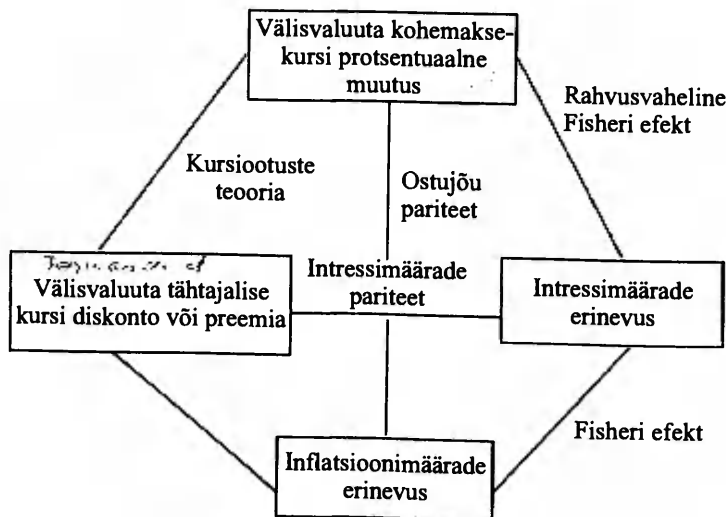 Välisvaluuta kohemakse-
kursi protsentuaalne
muutus
Rahvusvaheline
Fisheri efekt
Kursiootuste
teooria
Ostujõu
pariteet
Välisvaluuta tähtajalise
kursi diskonto või preemia
Intressimäärade
pariteet
Intressimäärade
erinevus
Fisheri efekt
Inflatsioonimäärade
erinevus